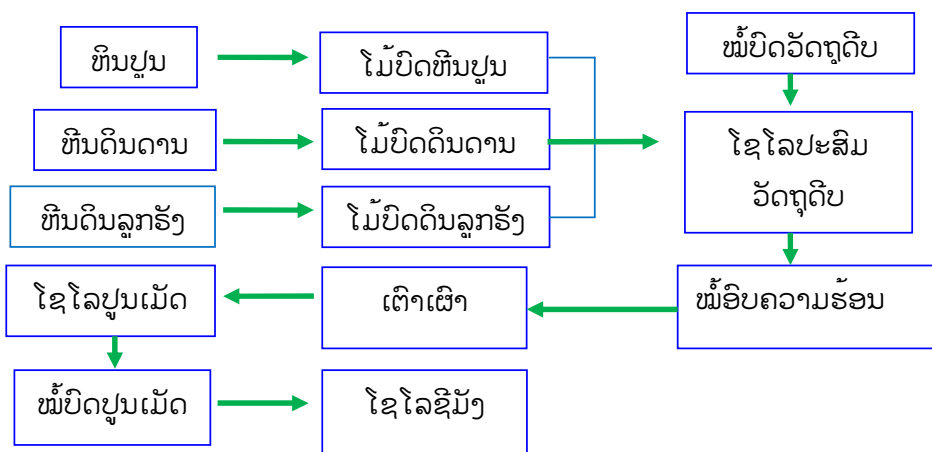 ຫິນປູນ
ໂມ້ບົດຫີນປູນ
ໝໍ້ບົດວັດຖຸດີບ
ຫີນດິນດານ
ໂມ້ບົດດິນດານ
ໂຊໂລປະສົມ
ວັດຖຸດີບ
ຫີນດິນລູກຣັງ
ໂມ້ບົດດິນລູກຣັງ
ໂຊໂລປູນເມັດ
ເຕົາເຜົາ
ໝໍ້ອົບຄວາມຮ້ອນ
ໝໍ້ບົດປູນເມັດ
ໂຊໂລຊີມັງ